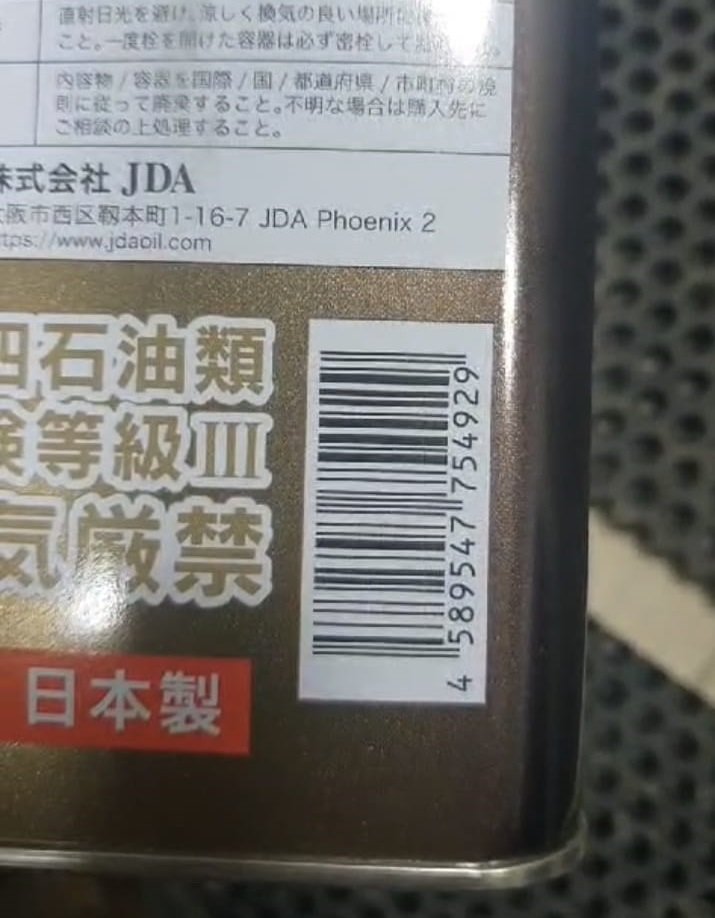 直射日光を避け、涼しく換気の良い場所に
こと。一度栓を開けた容器は必ず密栓して
内容物/容器を国際/国/都道府県/市町村の規
則に従って廃棄すること。不明な場合は購入先に
ご相談の上処理すること。
株式会社 JDA
大阪市西区靱本町1-16-7 JDA Phoenix 2
ttps://www.jdaoil.com
四石油類
険等級III
気厳禁
日本製
4 589547 754929